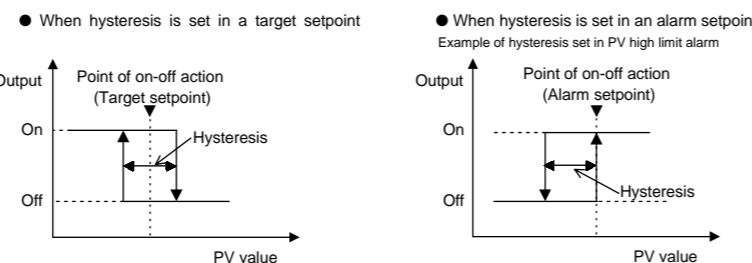 ● When hysteresis is set in a target setpoint
Output
Point of on-off action
(Target setpoint)
On
Hysteresis
Off
PV value
● When hysteresis is set in an alarm setpoin
Example of hysteresis set in PV high limit alarm
Output
Point of on-off action
(Alarm setpoint)
On
Off
Hysteresis
PV value